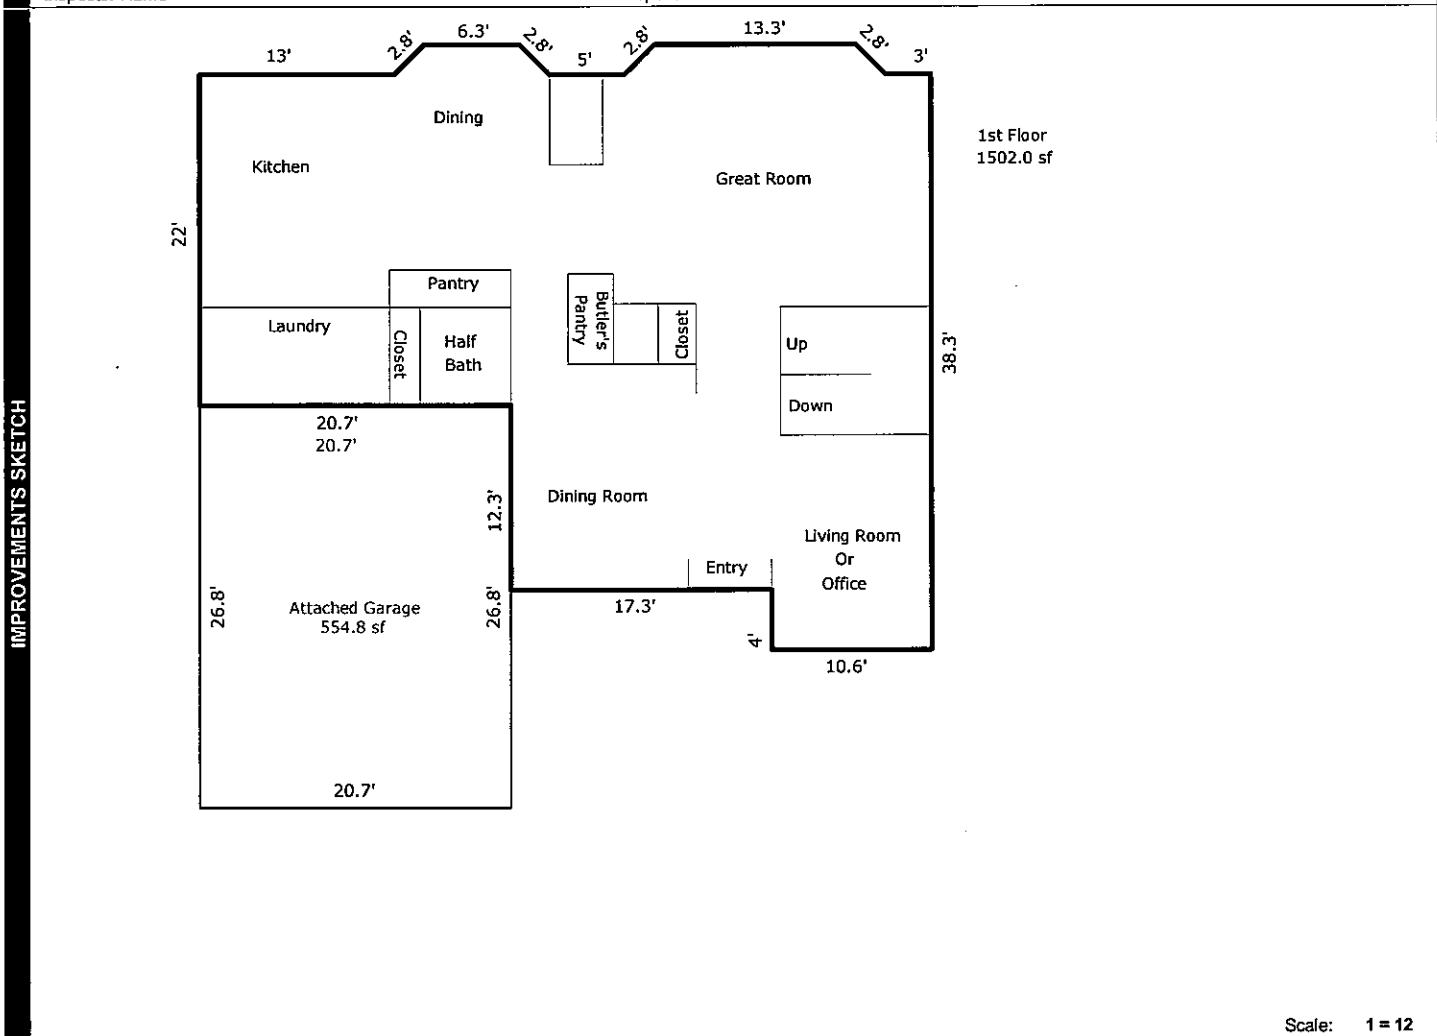 13'
2.8'
6.3'
2.8'
5'
2.8'
13.3'
2.8'
3'
Dining
Kitchen
Great Room
1st Floor
1502.0 sf
22'
Pantry
Laundry
Closet
Half
Bath
Butler's
Pantry
Closet
Up
Down
38.3'
20.7'
20.7'
12.3'
Dining Room
Living Room
Or
Office
Entry
17.3'
4'
10.6'
26.8'
Attached Garage
554.8 sf
26.8'
20.7'
IMPROVEMENTS SKETCH
Scale: 1 = 12